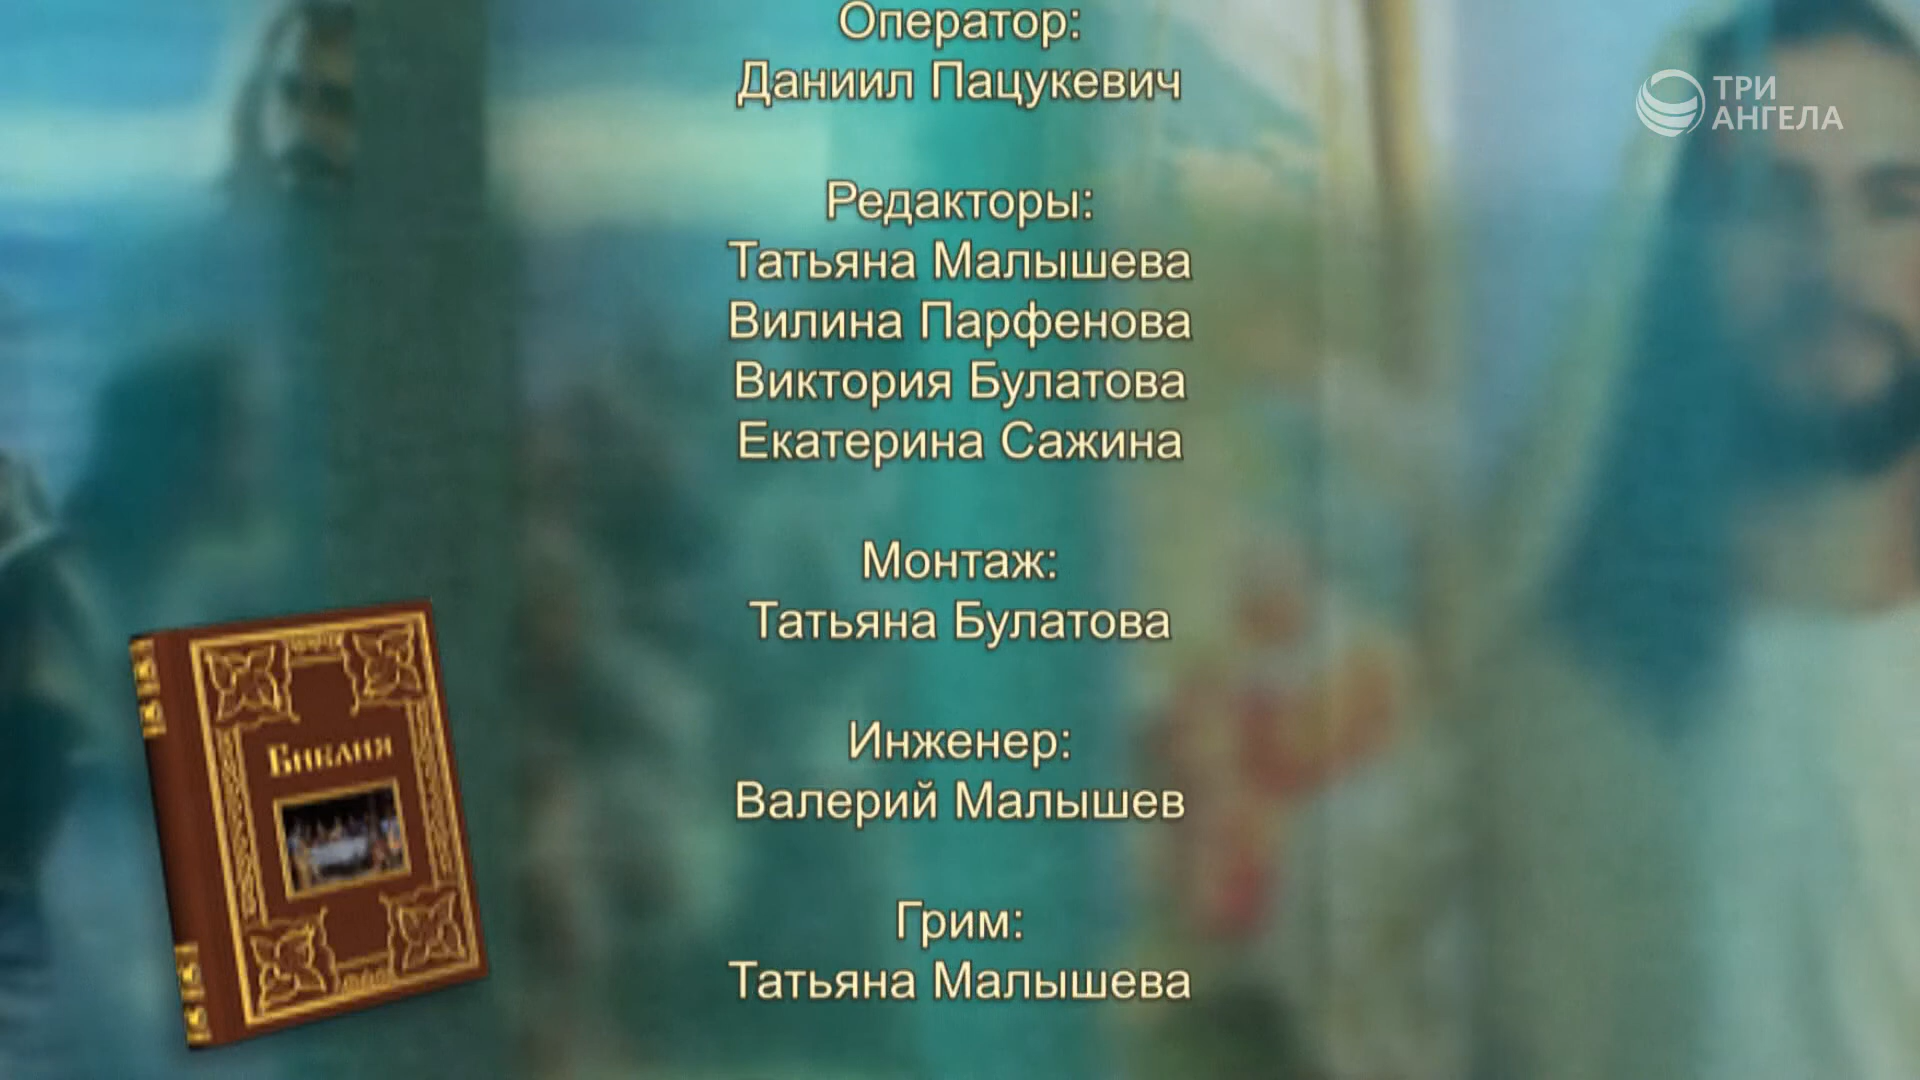 Оператор:
Даниил Пацукевич
ТРИ
АНГЕЛА
Редакторы:
Татьяна Малышева
Вилина Парфенова
Виктория Булатова
Екатерина Сажина
Монтаж:
Татьяна Булатова
Инженер:
Валерий Малышев
Грим:
Татьяна Малышева
Библия